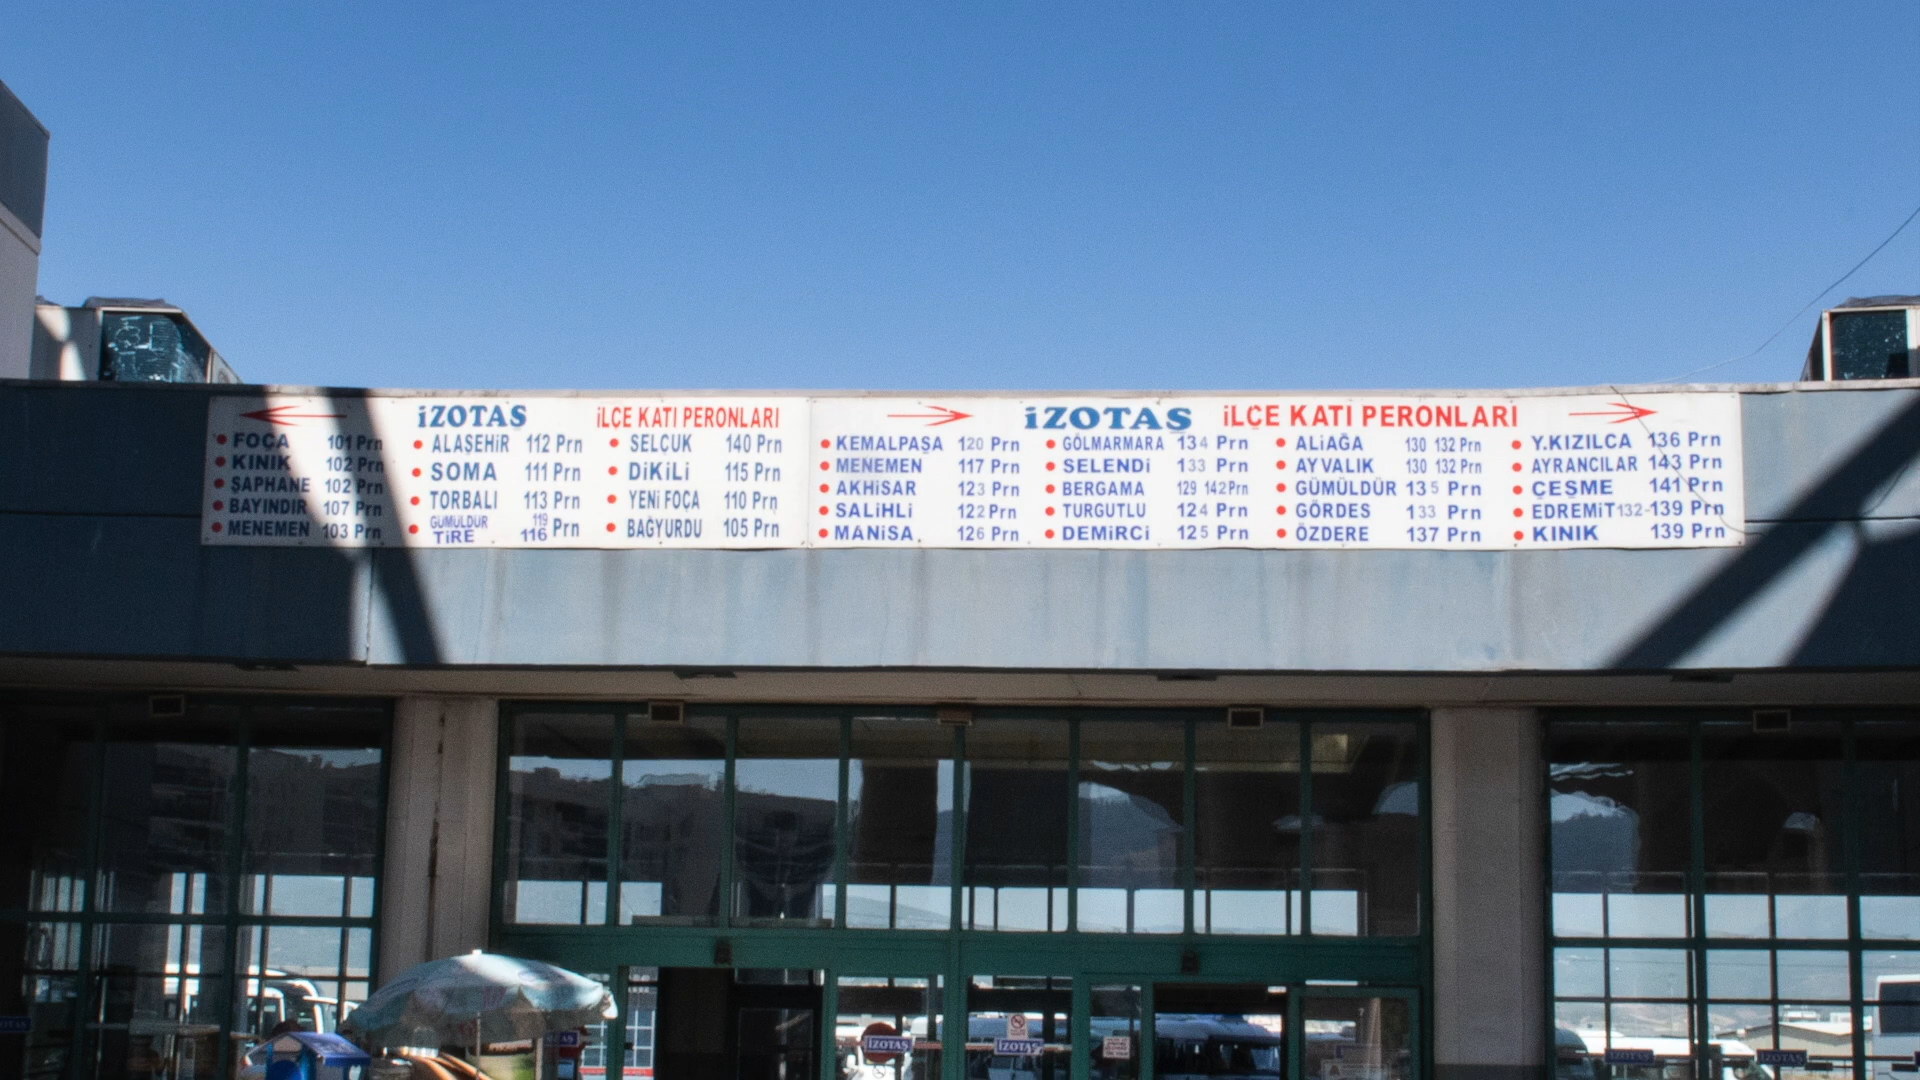 İZOTAŞ İLÇE KATI PERONLARI
FOÇA 101 Prn
KINIK 102 Prn
ŞAPHANE 102 Prn
BAYINDIR 107 Prn
MENEMEN 103 Prn
ALAŞEHİR 112 Prn
SOMA 111 Prn
TORBALI 113 Prn
GÜMÜLDÜR 119
TİRE 116 Prn
SELÇUK 140 Prn
DİKİLİ 115 Prn
YENİ FOÇA 110 Prn
BAĞYURDU 105 Prn
İZOTAŞ İLÇE KATI PERONLARI
KEMALPAŞA 120 Prn
MENEMEN 117 Prn
AKHİSAR 123 Prn
SALİHLİ 122 Prn
MANİSA 126 Prn
GÖLMARMARA 134 Prn
SELENDİ 133 Prn
BERGAMA 129 142 Prn
TURGUTLU 124 Prn
DEMİRCİ 125 Prn
ALİAĞA 130 132 Prn
AYVALIK 130 132 Prn
GÜMÜLDÜR 135 Prn
GÖRDES 133 Prn
ÖZDERE 137 Prn
Y.KIZILCA 136 Prn
AYRANCILAR 143 Prn
ÇEŞME 141 Prn
EDREMİT 132-139 Prn
KINIK 139 Prn
İZOTAŞ
İZOTAŞ
İZOTAŞ
İZOTAŞ